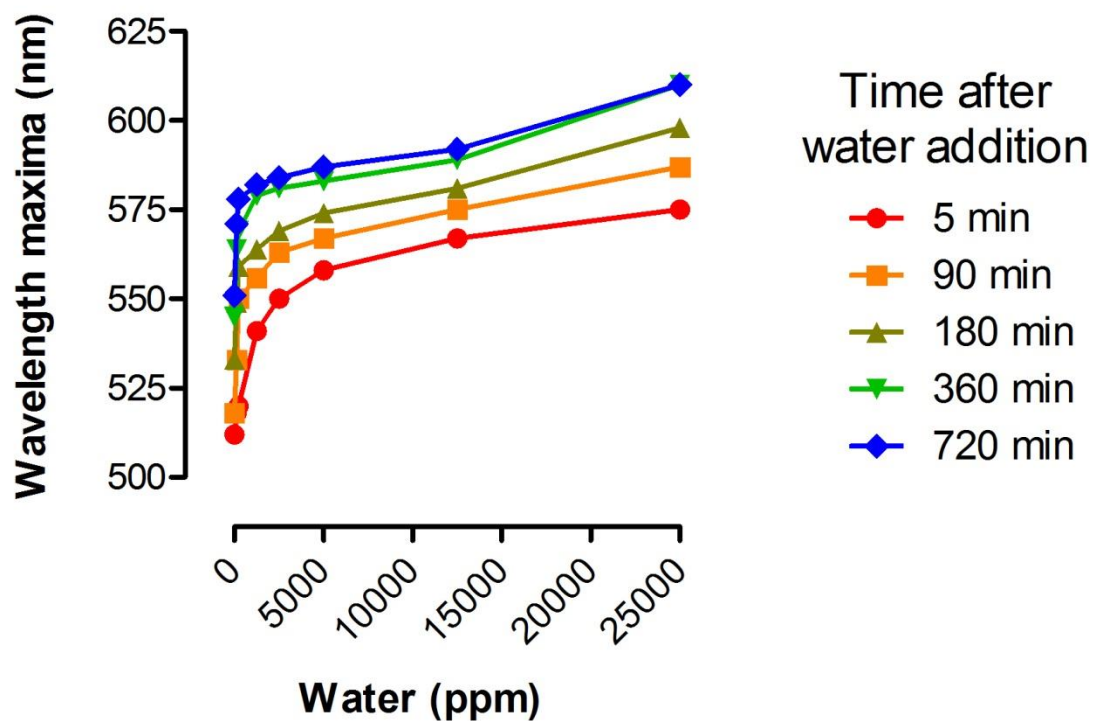 Wavelength maxima (nm)
625
600
575
550
525
500
0
5000
10000
15000
20000
25000
Water (ppm)
Time after
water addition
5 min
90 min
180 min
360 min
720 min